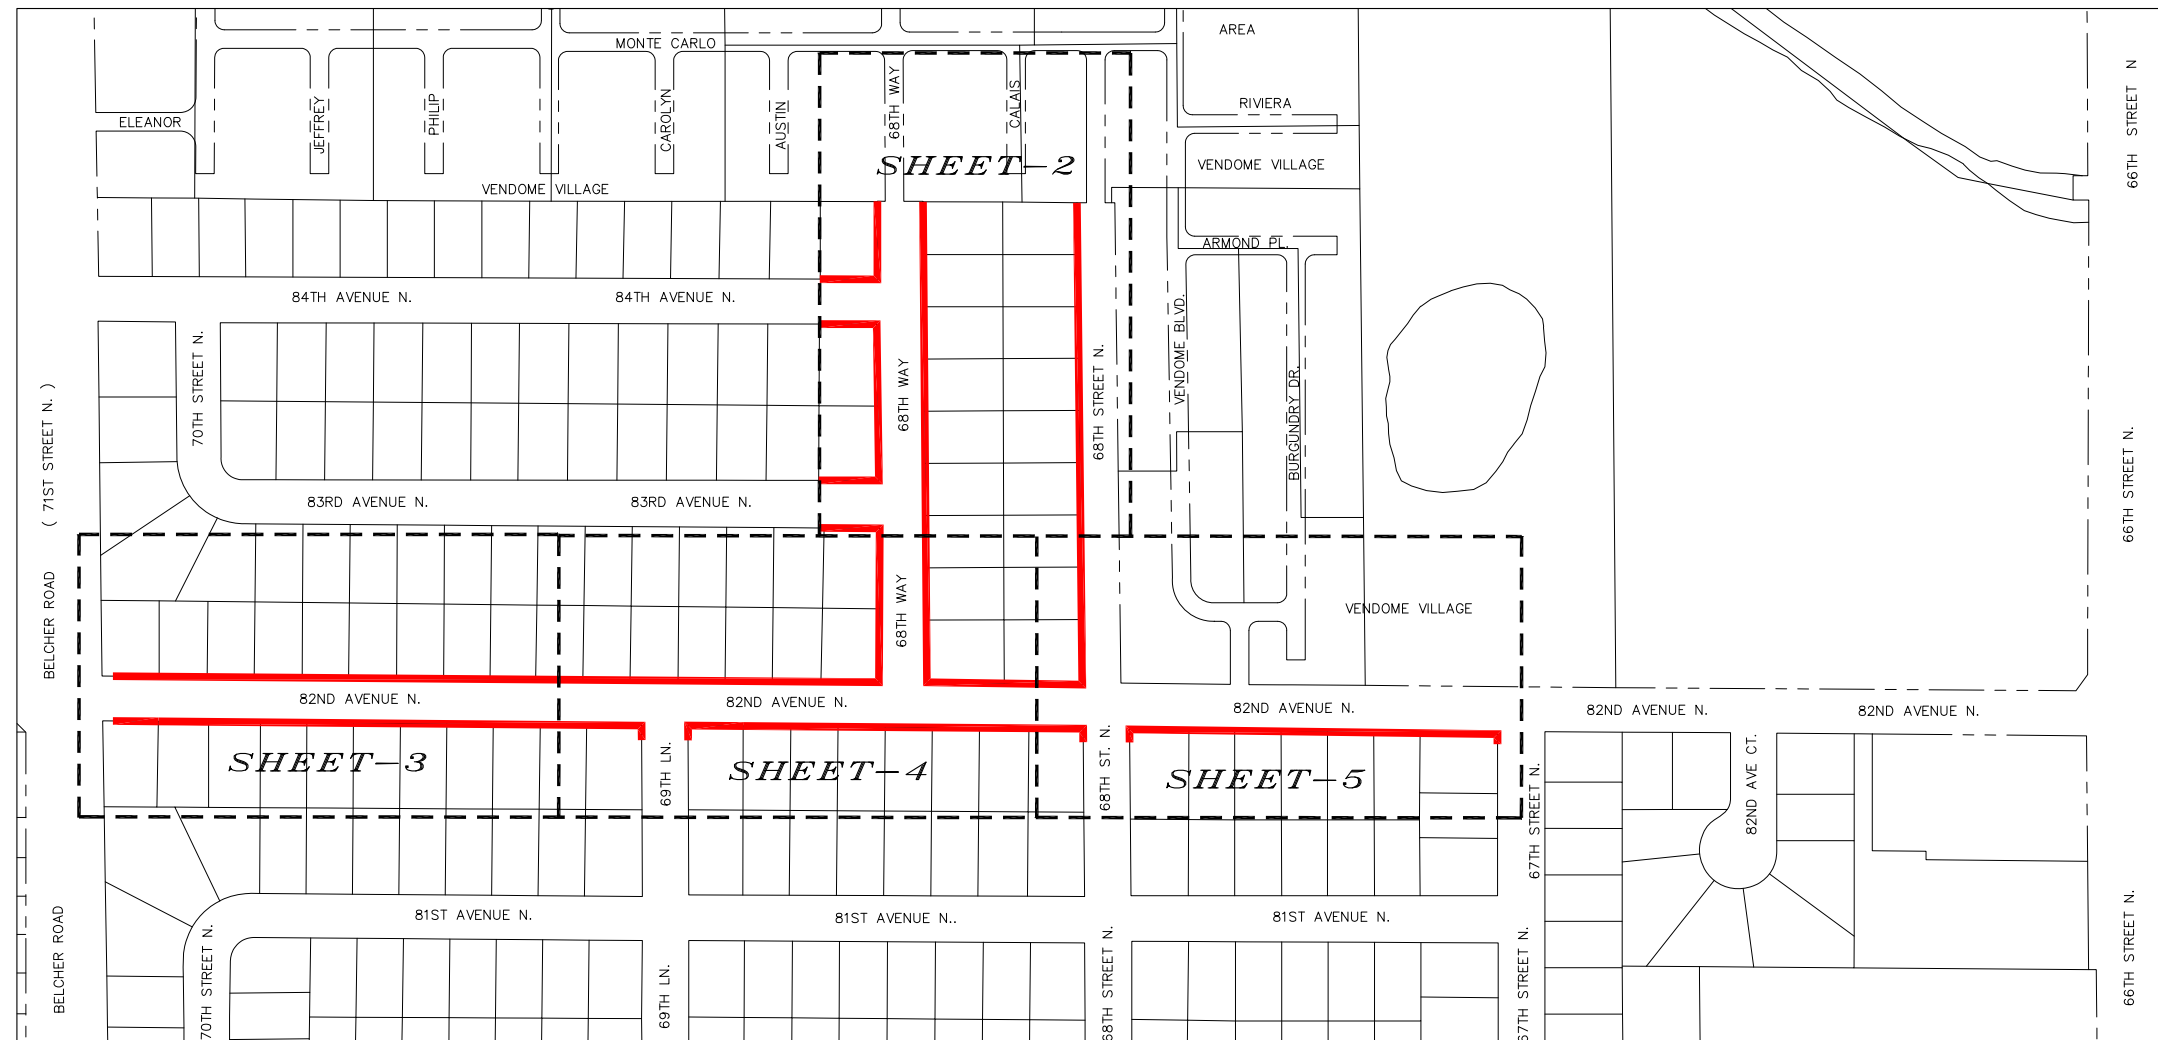 AREA
MONTE CARLO
66TH STREET N
68TH WAY
CALAIS
RIVIERA
ELEANOR
JEFFREY
PHILIP
CAROLYN
AUSTIN
SHEET-2
VENDOME VILLAGE
VENDOME VILLAGE
ARMOND PL.
84TH AVENUE N.
84TH AVENUE N.
70TH STREET N.
68TH WAY
68TH STREET N.
VENDOME BLVD.
BURGUNDRY DR.
( 71ST STREET N. )
66TH STREET N.
83RD AVENUE N.
83RD AVENUE N.
BELCHER ROAD
68TH WAY
VENDOME VILLAGE
82ND AVENUE N.
82ND AVENUE N.
82ND AVENUE N.
82ND AVENUE N.
82ND AVENUE N.
SHEET-3
69TH LN.
SHEET-4
68TH ST. N.
SHEET-5
67TH STREET N.
82ND AVE CT.
81ST AVENUE N.
81ST AVENUE N..
81ST AVENUE N.
BELCHER ROAD
70TH STREET N.
69TH LN.
68TH STREET N.
67TH STREET N.
66TH STREET N.